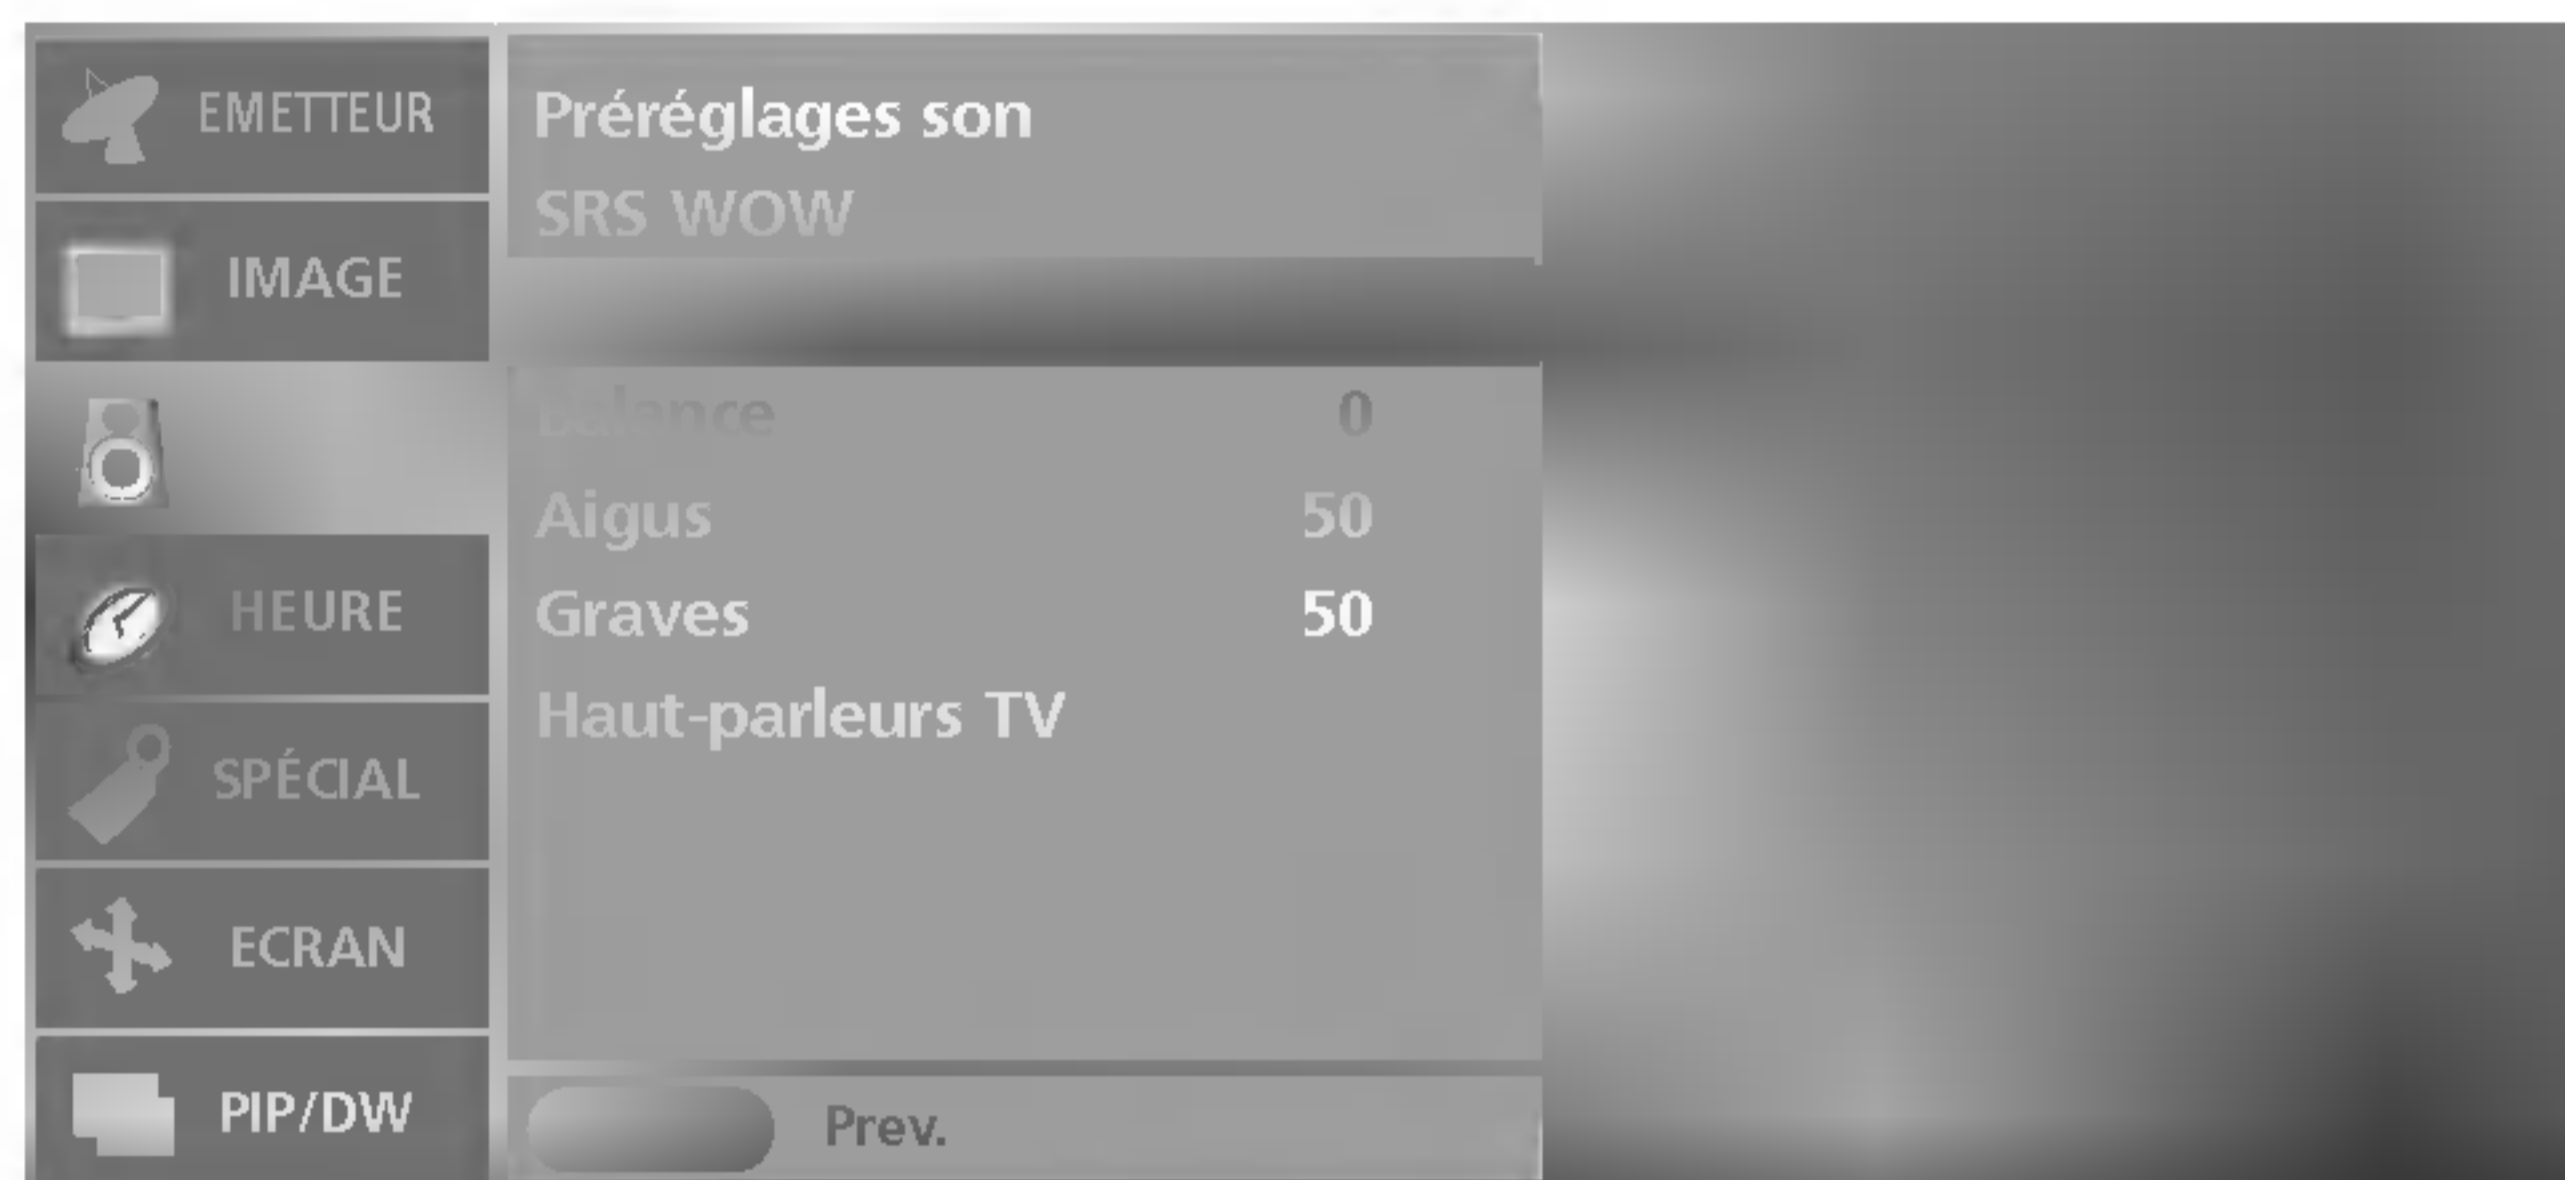 EMETTEUR
IMAGE
HEURE
SPÉCIAL
ECRAN
PIP/DW
Préréglages son
SRS WOW
Balance 0
Aigus 50
Graves 50
Haut-parleurs TV
Prev.